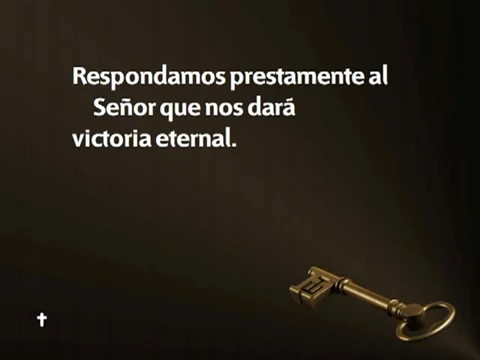 Respondamos prestamente al
Señor que nos dará
victoria eternal.